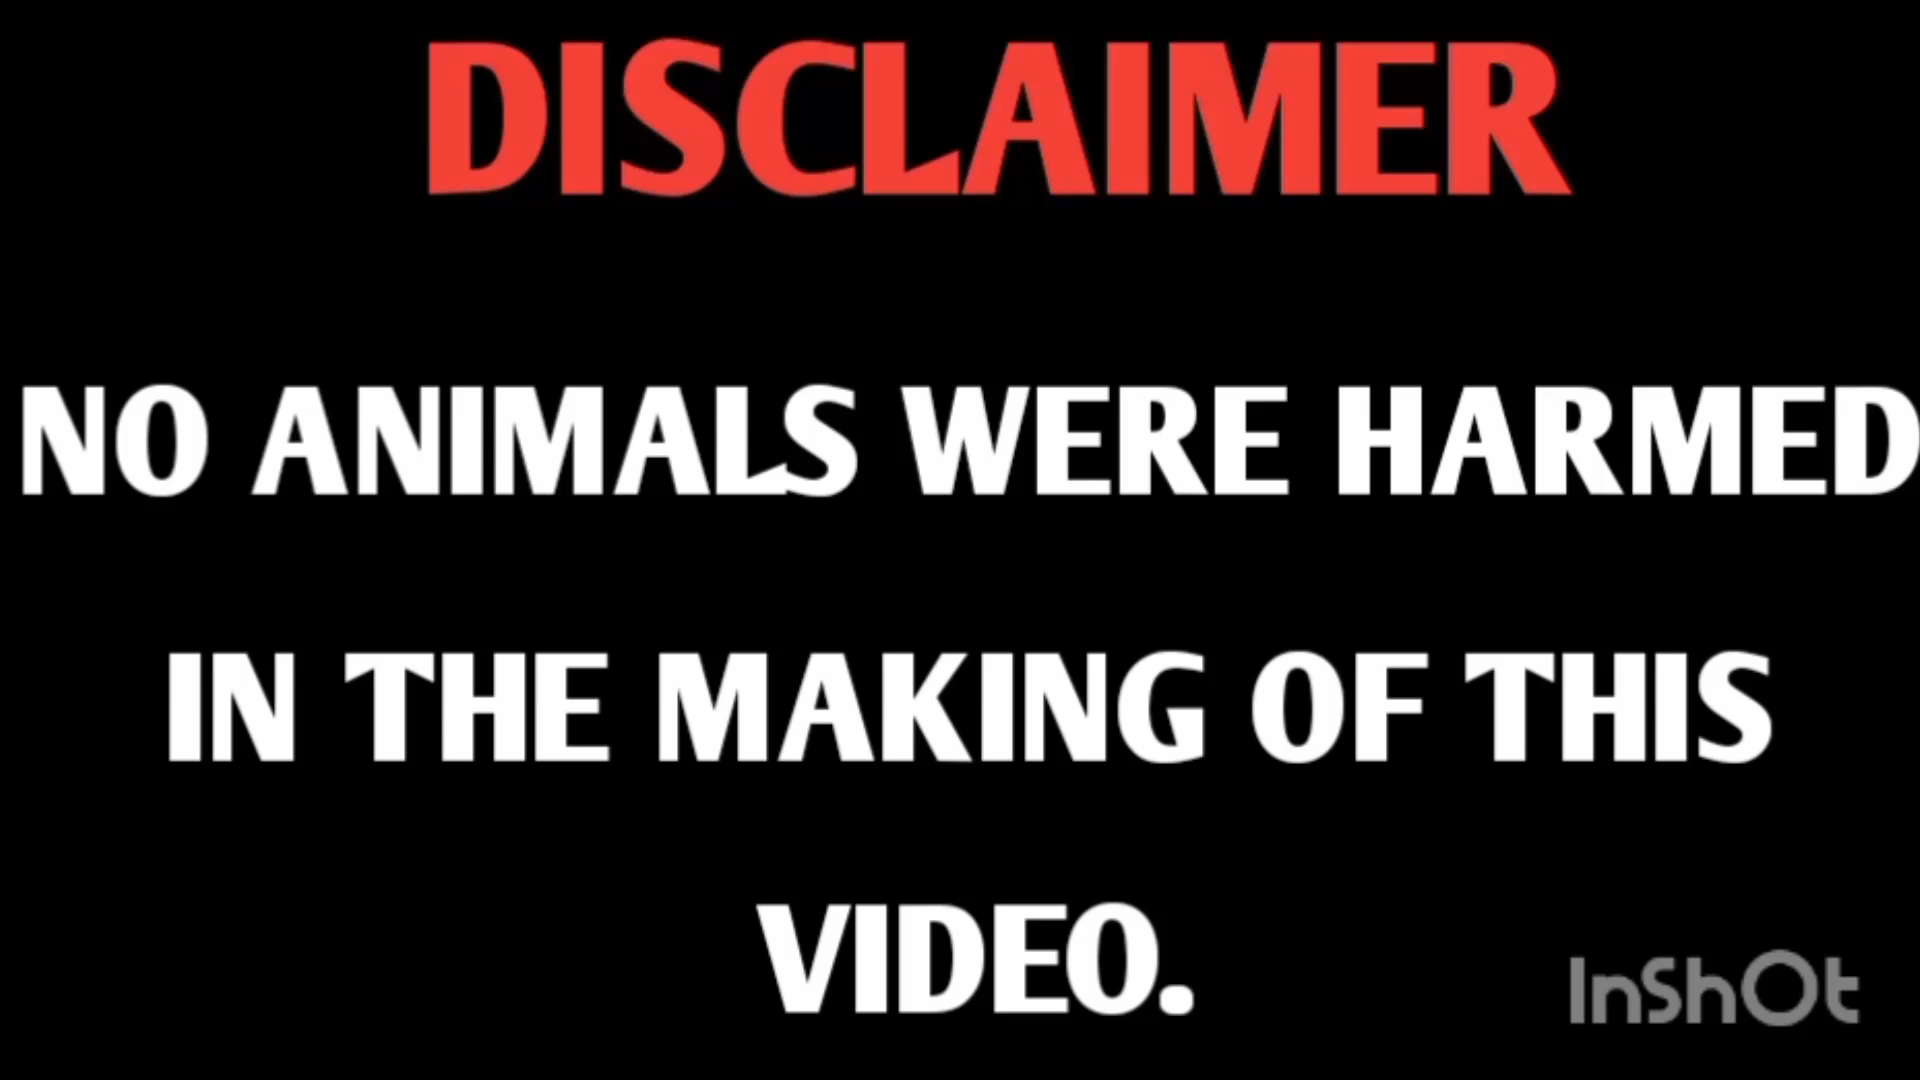 DISCLAIMER
NO ANIMALS WERE HARMED
IN THE MAKING OF THIS
VIDEO.
InShOt